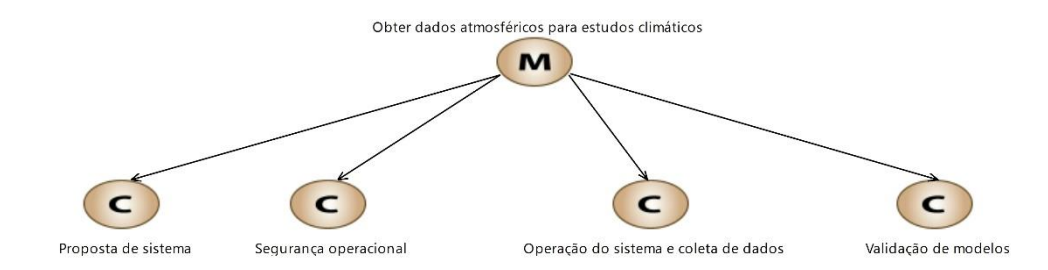 Obter dados atmosféricos para estudos climáticos
M
C
C
C
C
Proposta de sistema
Segurança operacional
Operação do sistema e coleta de dados
Validação de modelos